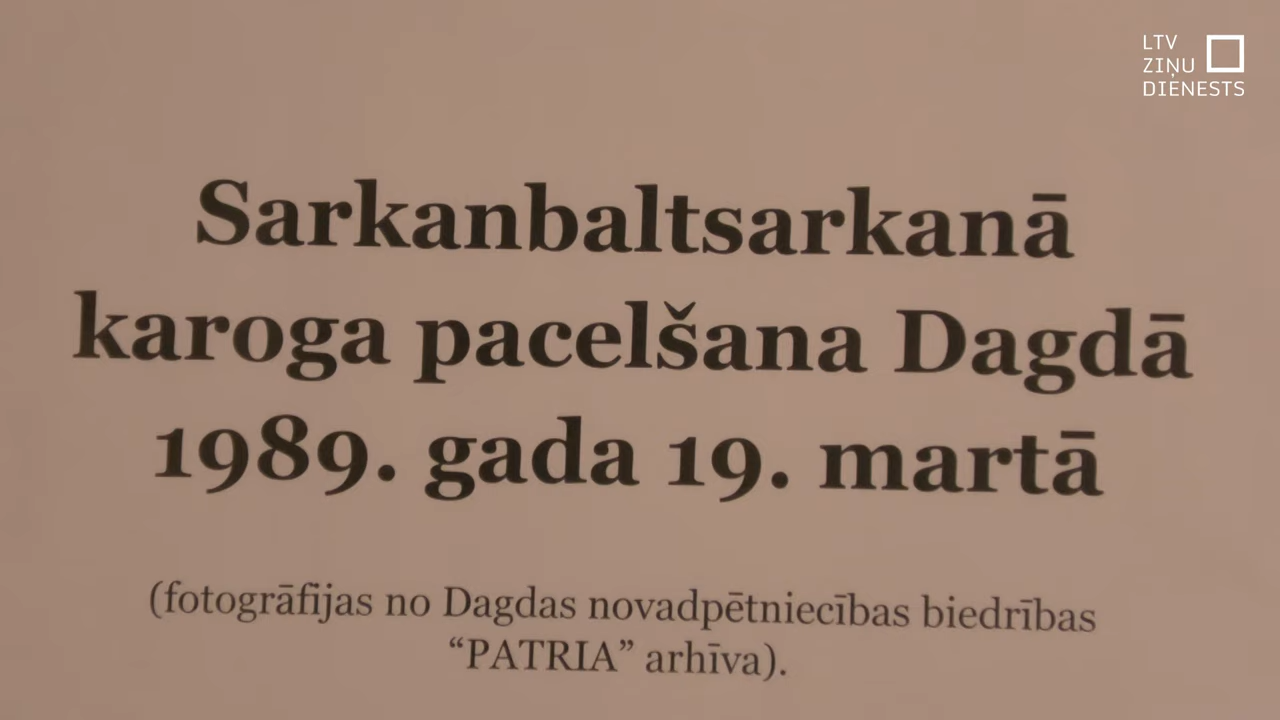 LTV
ZIŅU
DIENESTS
Sarkanbaltsarkanā
karoga pacelšana Dagdā
1989. gada 19. martā
(fotogrāfijas no Dagdas novadpētniecības biedrības
“PATRIA” arhīva).